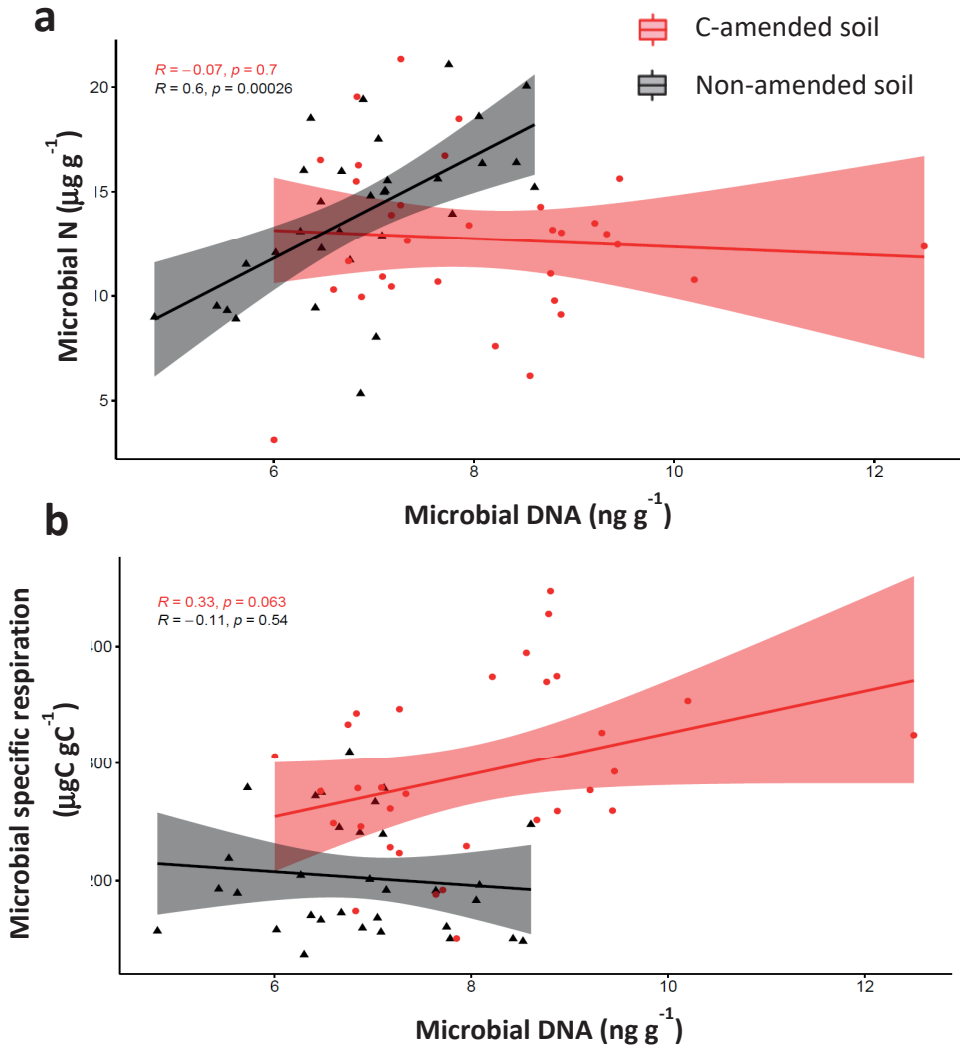 a
C-amended soil
Non-amended soil
R = −0.07, p = 0.7
R = 0.6, p = 0.00026
Microbial N (µg g⁻¹)
20
15
10
5
6 8 10 12
Microbial DNA (ng g⁻¹)
b
R = 0.33, p = 0.063
R = −0.11, p = 0.54
Microbial specific respiration
(µgC gC⁻¹)
200
6 8 10 12
Microbial DNA (ng g⁻¹)